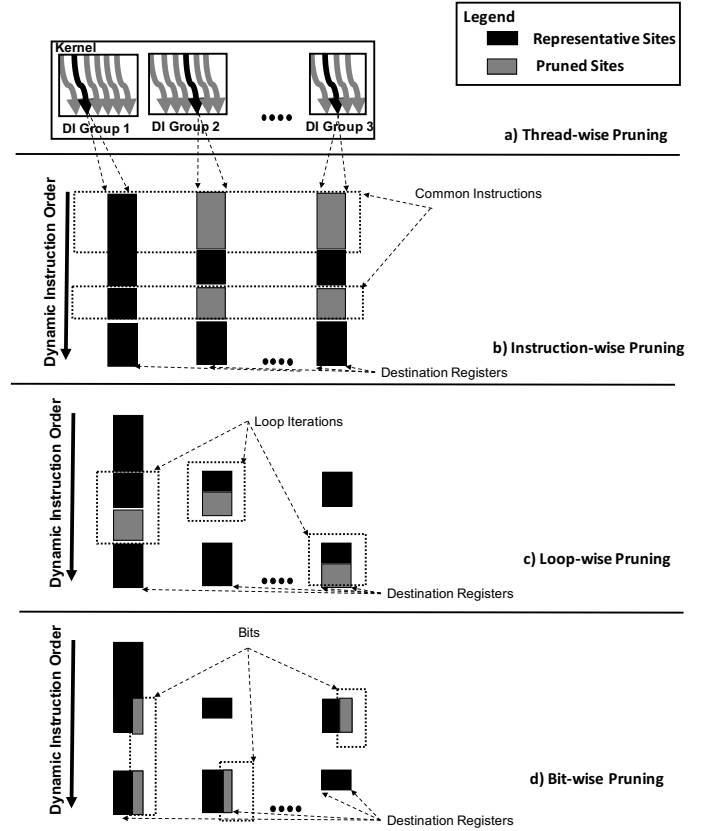 Legend
Representative Sites
Pruned Sites
Kernel
DI Group 1
DI Group 2
DI Group 3
a) Thread-wise Pruning
Dynamic Instruction Order
Common Instructions
b) Instruction-wise Pruning
Destination Registers
Dynamic Instruction Order
Loop Iterations
c) Loop-wise Pruning
Destination Registers
Dynamic Instruction Order
Bits
d) Bit-wise Pruning
Destination Registers